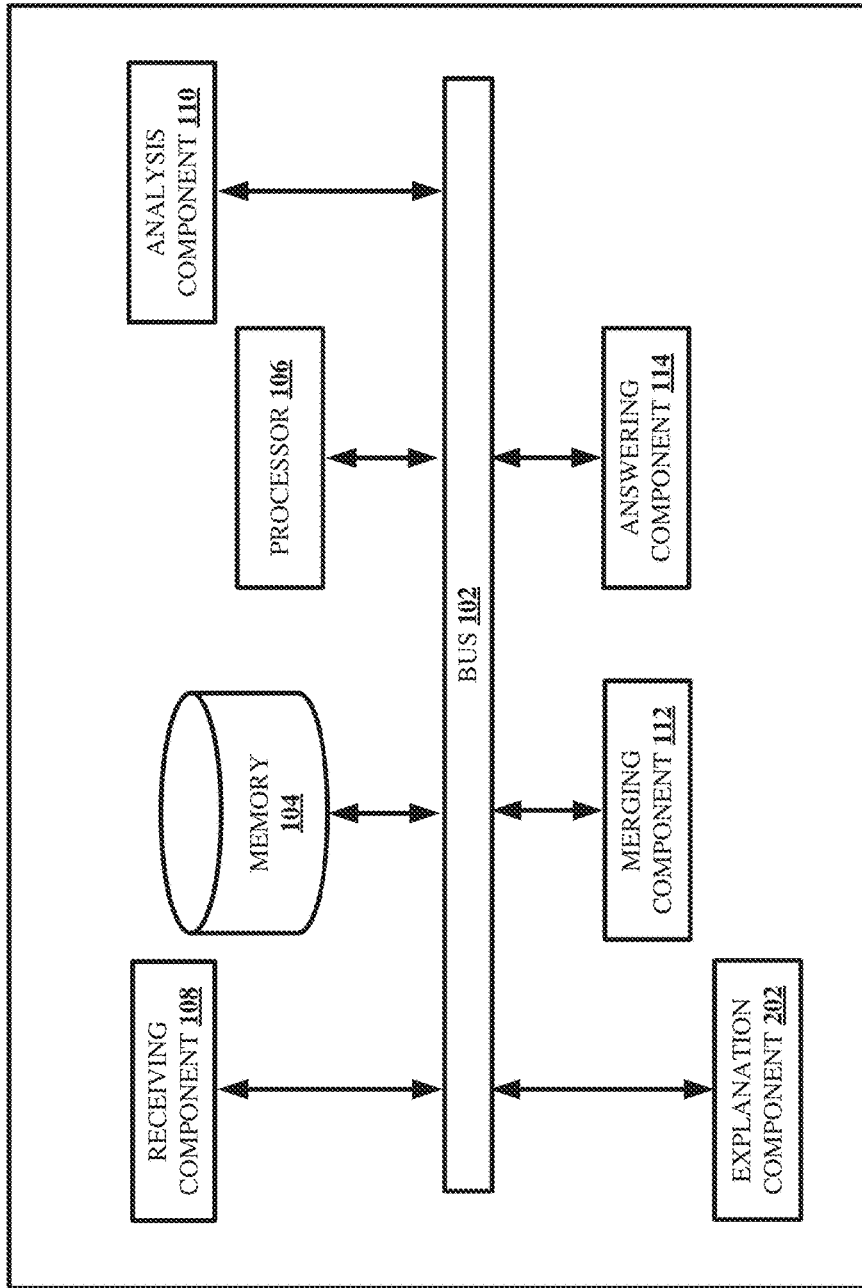 RECEIVING
COMPONENT 108
MEMORY
104
PROCESSOR 106
ANALYSIS
COMPONENT 110
BUS 102
EXPLANATION
COMPONENT 202
MERGING
COMPONENT 112
ANSWERING
COMPONENT 114